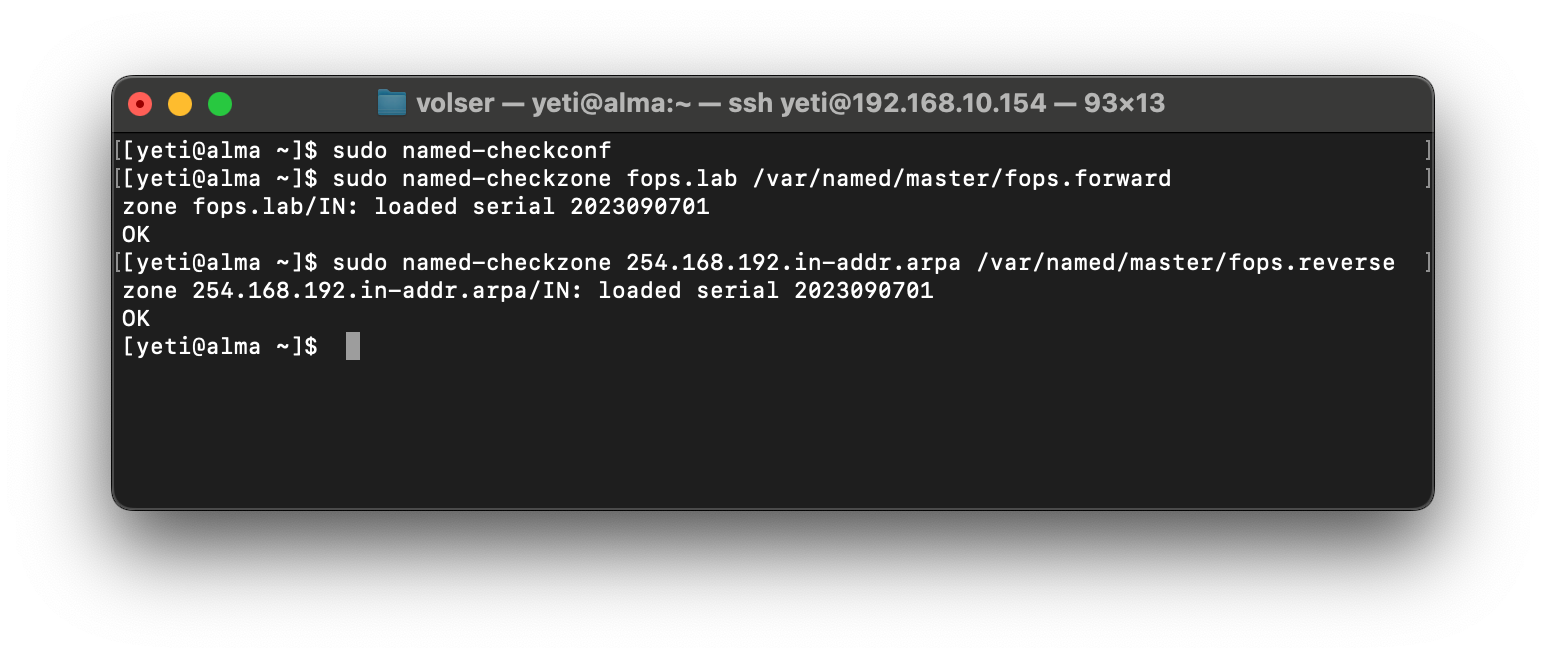 volser — yeti@alma:~ — ssh yeti@192.168.10.154 — 93×13
[[yeti@alma ~]$ sudo named-checkconf ]
[[yeti@alma ~]$ sudo named-checkzone fops.lab /var/named/master/fops.forward ]
zone fops.lab/IN: loaded serial 2023090701
OK
[[yeti@alma ~]$ sudo named-checkzone 254.168.192.in-addr.arpa /var/named/master/fops.reverse ]
zone 254.168.192.in-addr.arpa/IN: loaded serial 2023090701
OK
[yeti@alma ~]$